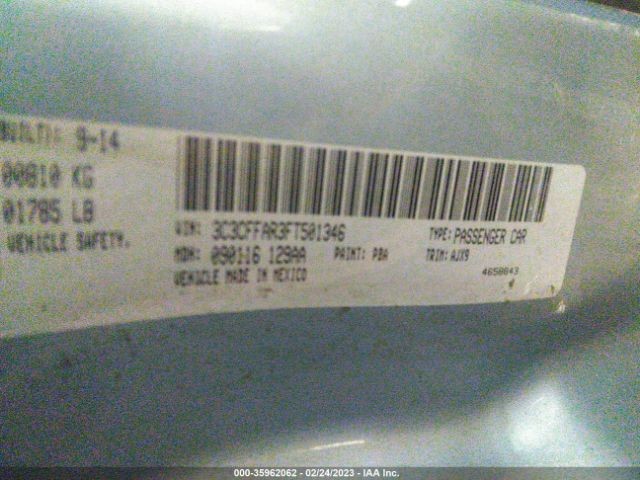 BUILT: 9-14
00810 KG
01785 LB
VEHICLE SAFETY.
VIN: 3C3CFFAR3FT501346
TYPE: PASSENGER CAR
MDH: 090116 129AA
PAINT: PBA
TRIM: AJX9
VEHICLE MADE IN MEXICO
4658843
000-35962062 - 02/24/2023 - IAA Inc.